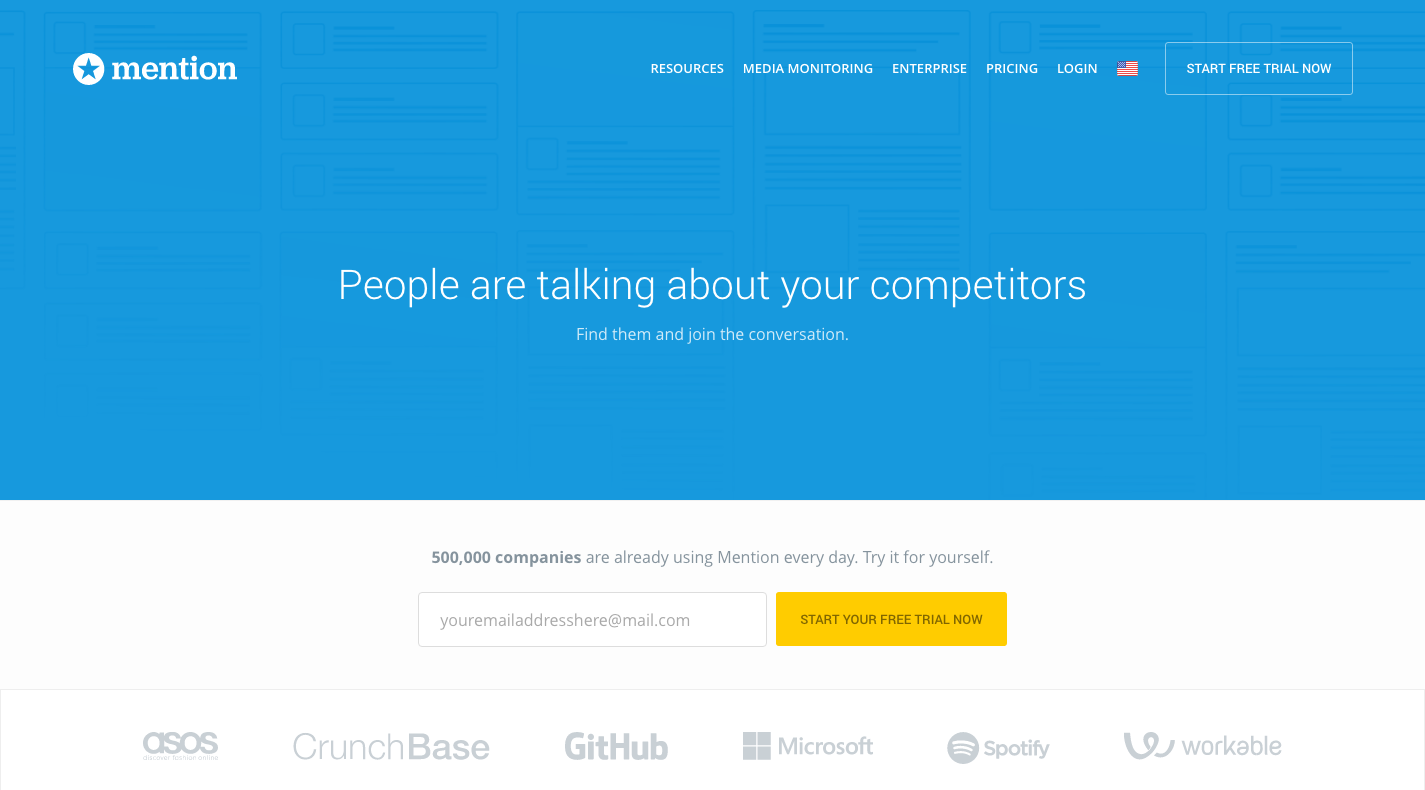 mention
RESOURCES MEDIA MONITORING ENTERPRISE PRICING LOGIN START FREE TRIAL NOW
People are talking about your competitors
Find them and join the conversation.
500,000 companies are already using Mention every day. Try it for yourself.
youremailaddresshere@mail.com START YOUR FREE TRIAL NOW
asos CrunchBase GitHub Microsoft Spotify workable
discover fashion online